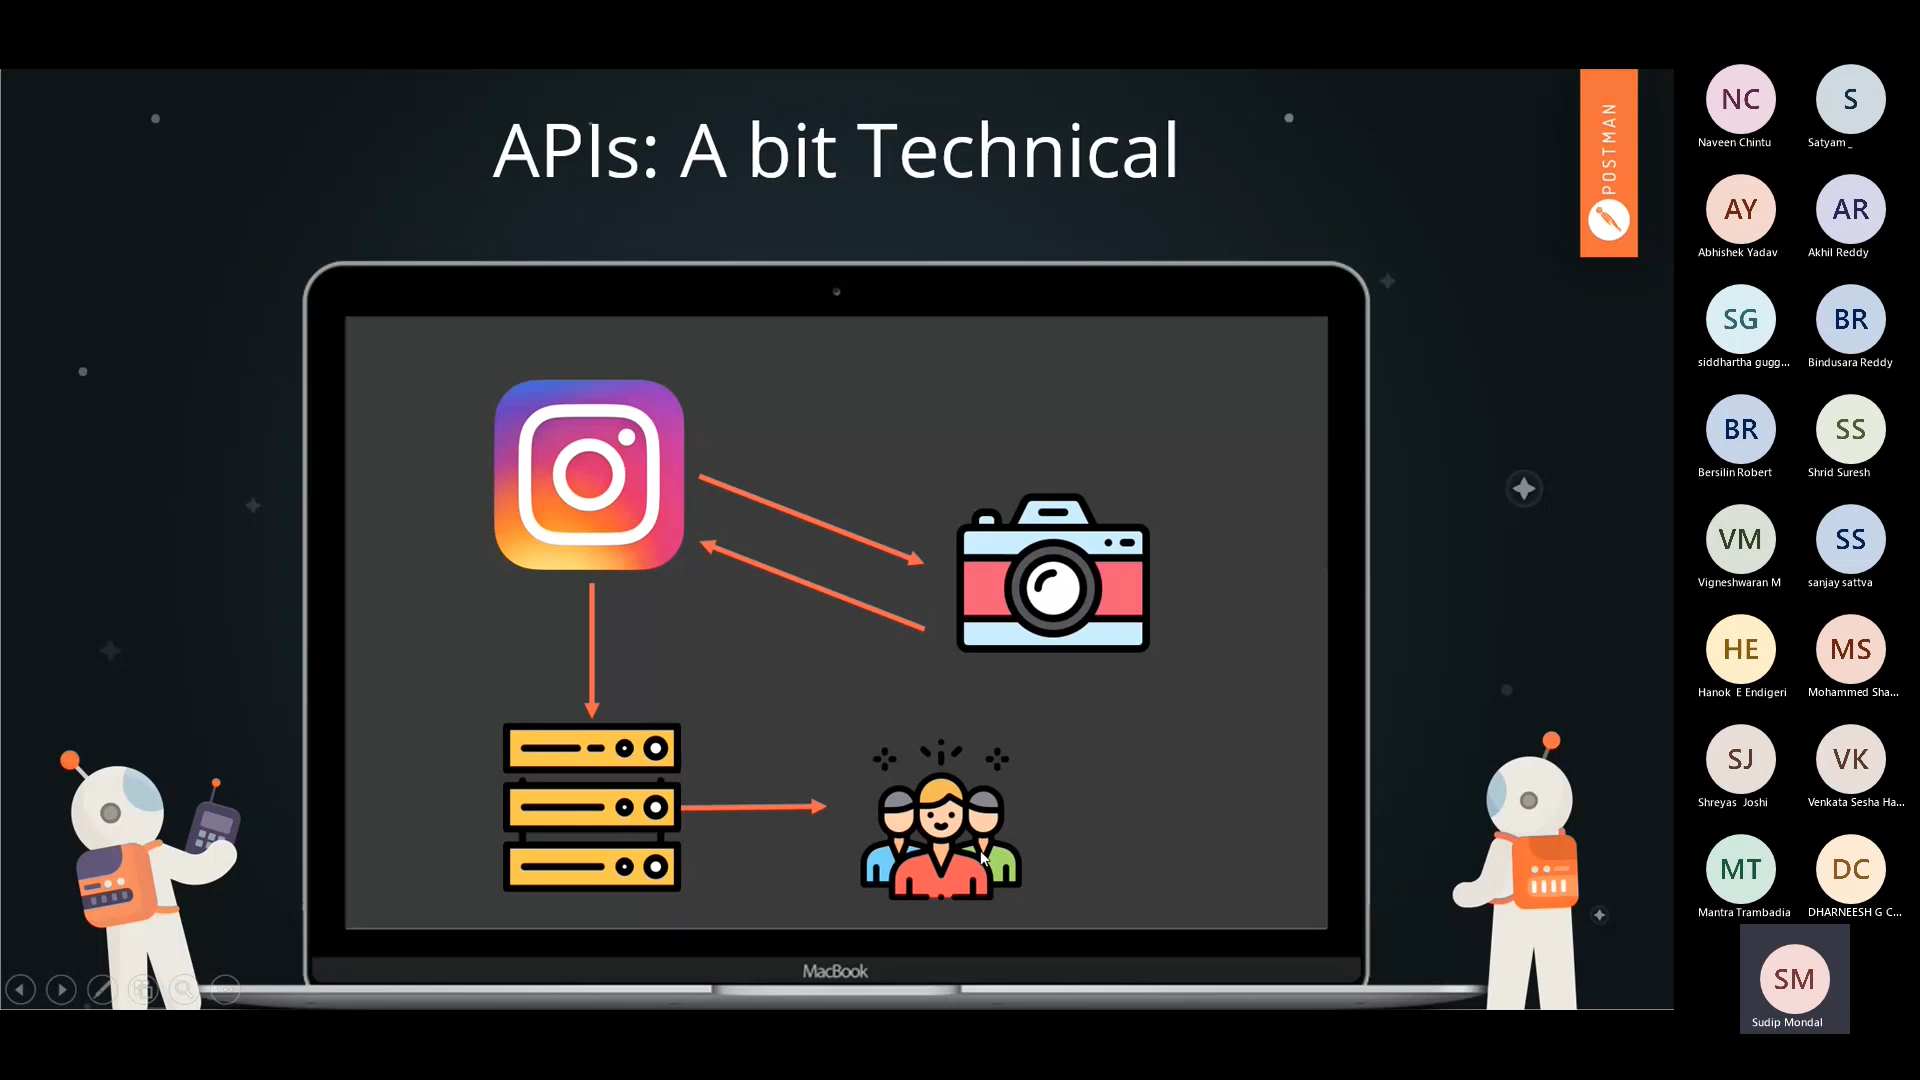 APIs: A bit Technical
POSTMAN
MacBook
NC
Naveen Chintu
S
Satyam _
AY
Abhishek Yadav
AR
Akhil Reddy
SG
siddhartha gugg...
BR
Bindusara Reddy
BR
Bersilin Robert
SS
Shrid Suresh
VM
Vigneshwaran M
SS
sanjay sattva
HE
Hanok E Endigeri
MS
Mohammed Sha...
SJ
Shreyas Joshi
VK
Venkata Sesha Ha...
MT
Mantra Trambadia
DC
DHARNEESH G C...
SM
Sudip Mondal